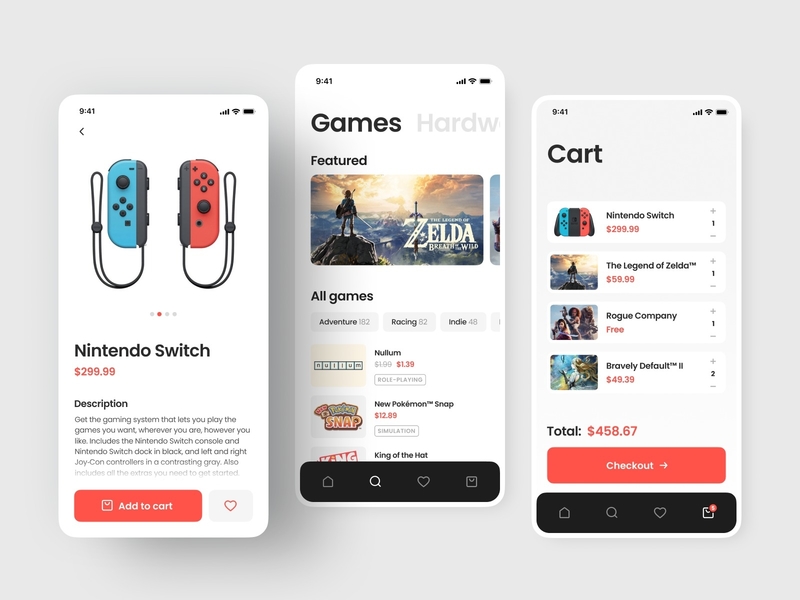 9:41
Nintendo Switch
$299.99
Description
Get the gaming system that lets you play the
games you want, wherever you are, however you
like. Includes the Nintendo Switch console and
Nintendo Switch dock in black, and left and right
Joy-Con controllers in a contrasting gray. Also
includes all the extras you need to get started.
Add to cart
9:41
Games Hardw
Featured
THE LEGEND OF
ZELDA
BREATH OF THE WILD
All games
Adventure 182 Racing 82 Indie 48
nullum
Nullum
$1.99 $1.39
ROLE-PLAYING
New Pokémon
SNAP
New Pokémon™ Snap
$12.89
SIMULATION
KING
King of the Hat
9:41
Cart
Nintendo Switch
$299.99
+
1
–
The Legend of Zelda™
$59.99
+
1
–
Rogue Company
Free
+
1
–
Bravely Default™ II
$49.39
+
2
–
Total: $458.67
Checkout →